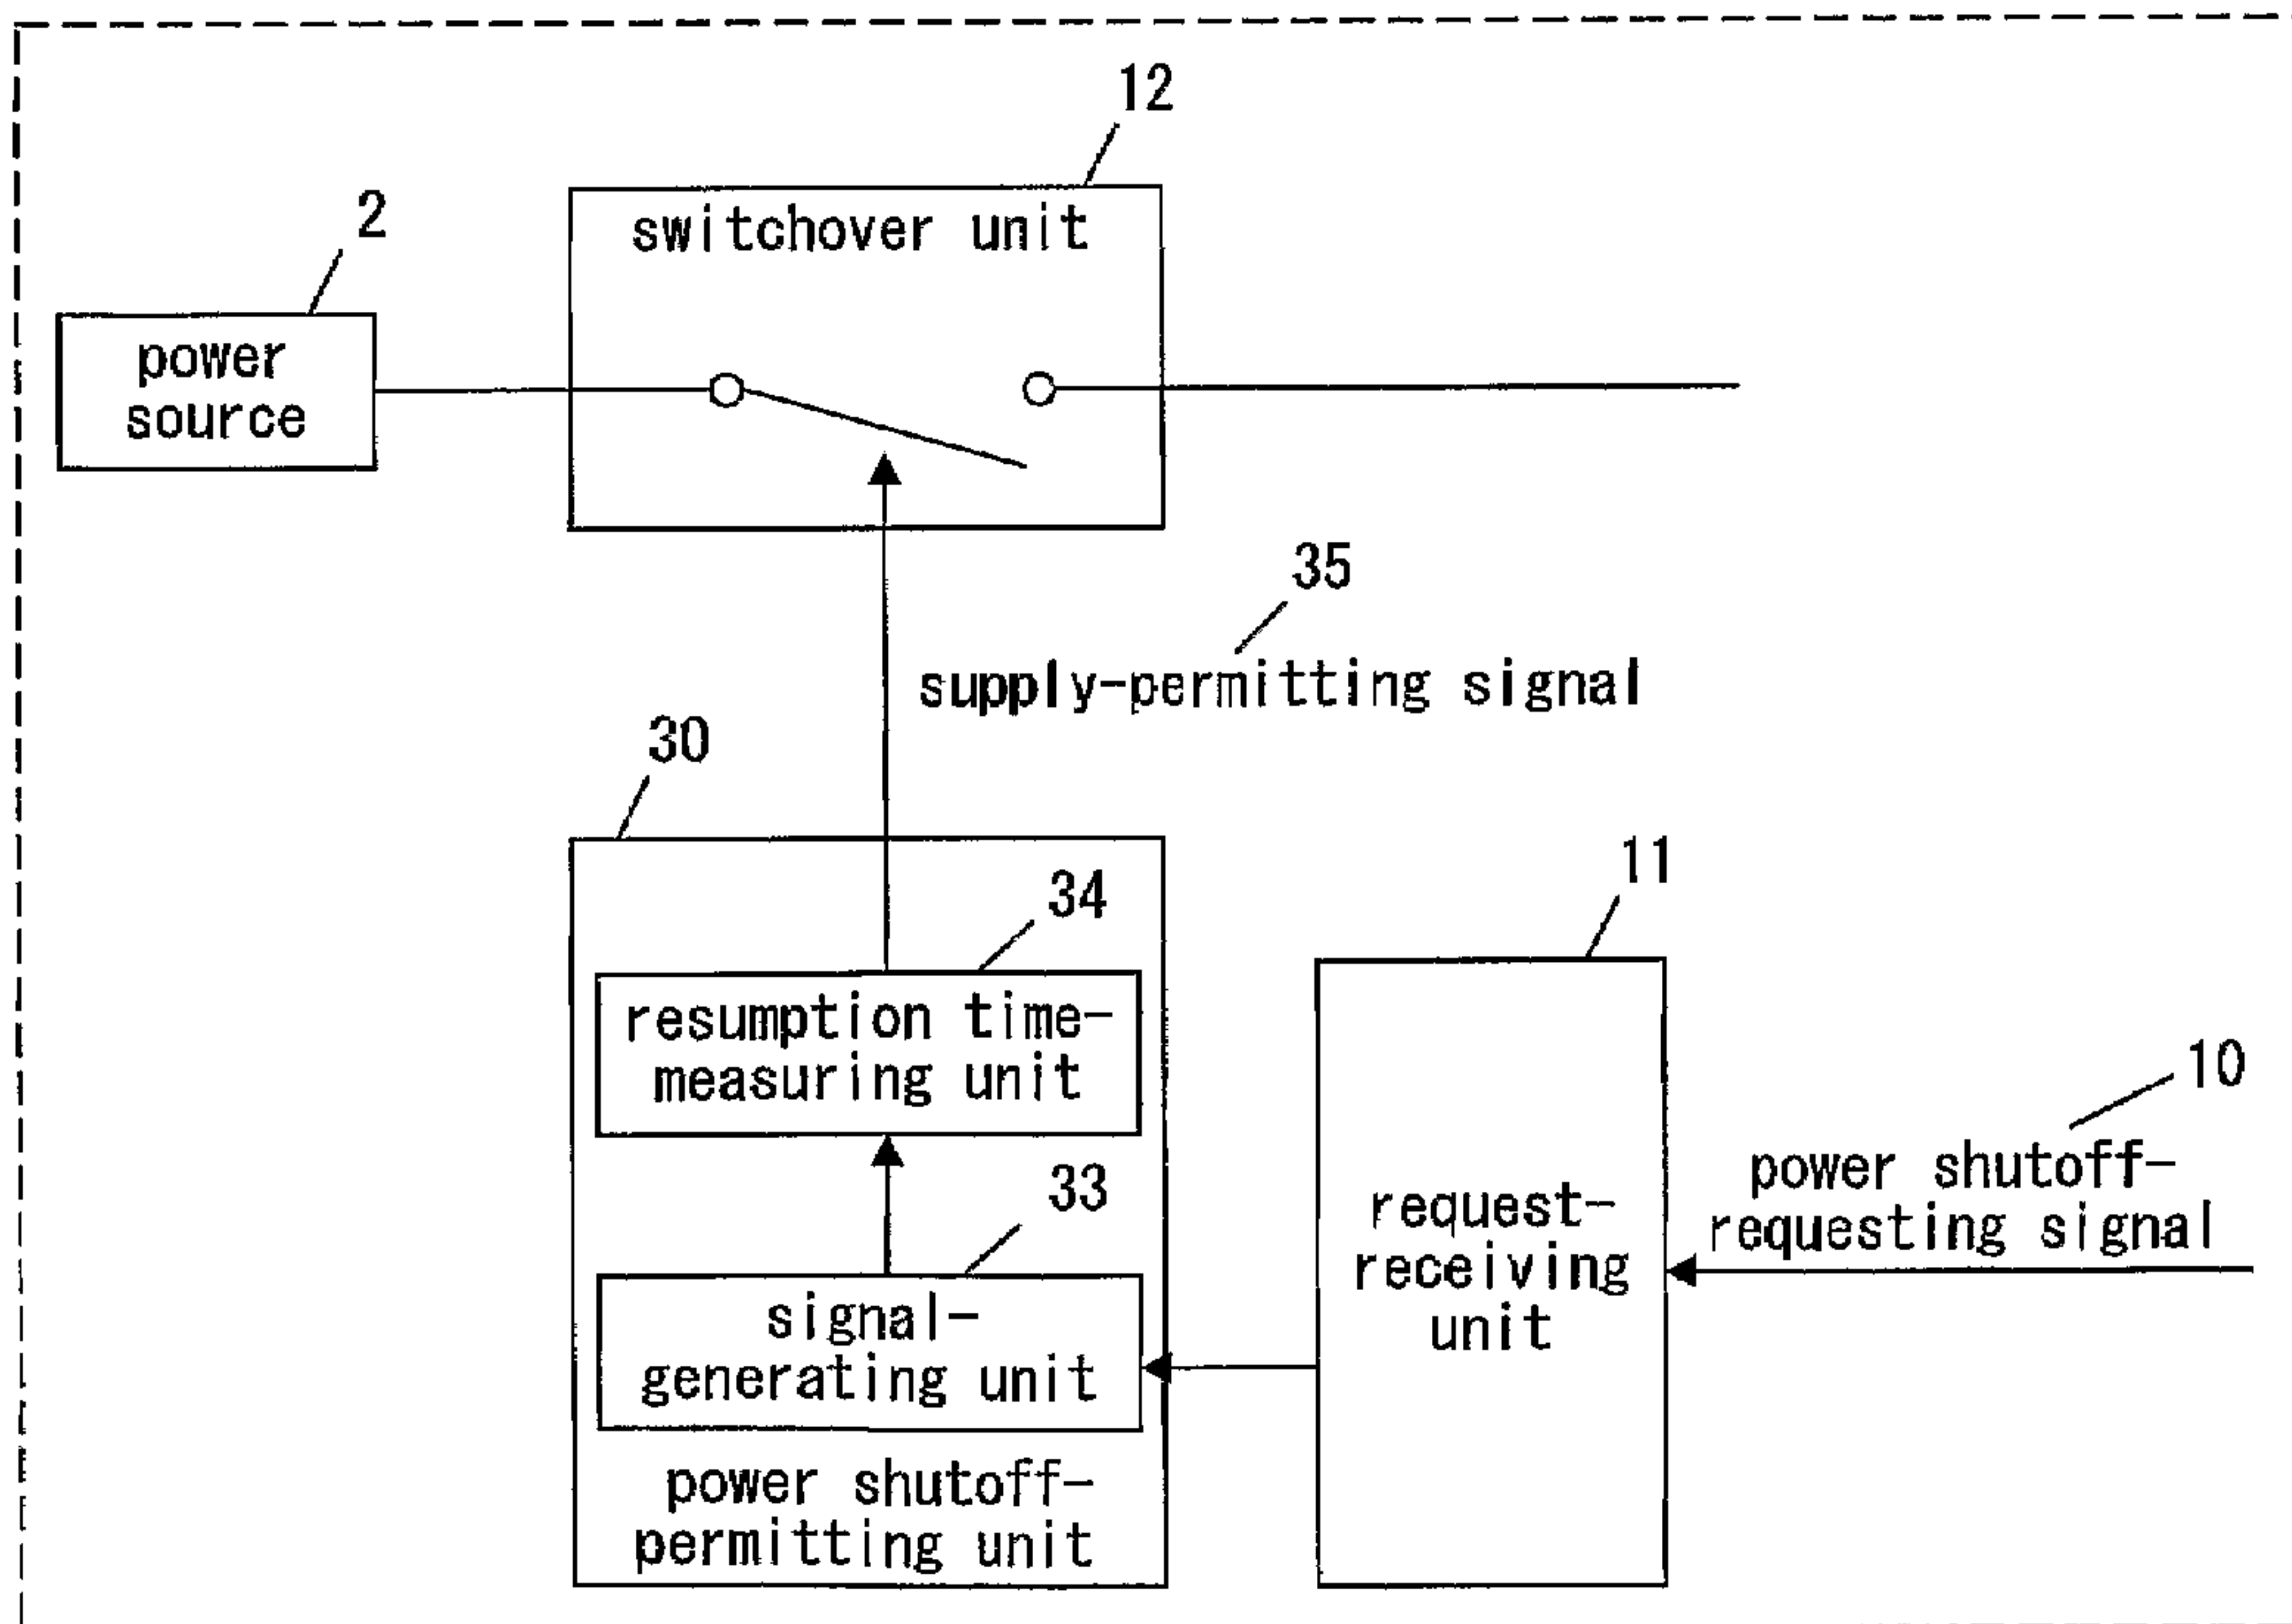 12
2
switchover unit
power
source
35
supply-permitting signal
30
34
11
resumption time-
measuring unit
10
power shutoff-
requesting signal
33
request-
receiving
unit
signal-
generating unit
power shutoff-
permitting unit